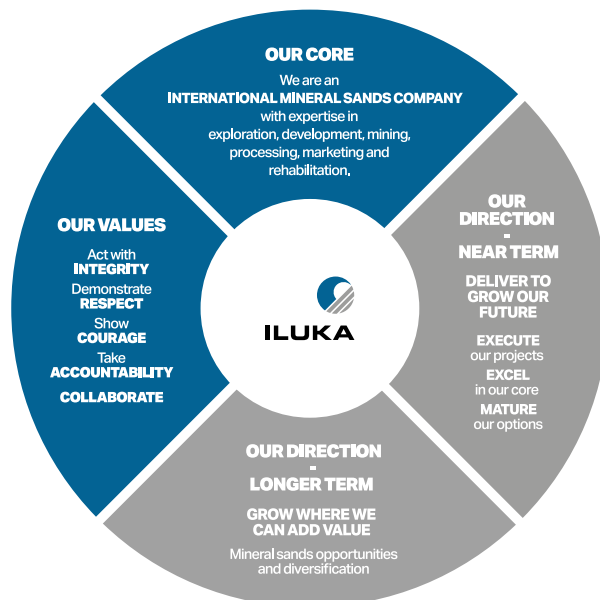 OUR CORE
We are an
INTERNATIONAL MINERAL SANDS COMPANY
with expertise in
exploration, development, mining,
processing, marketing and
rehabilitation.
OUR VALUES
Act with
INTEGRITY
Demonstrate
RESPECT
Show
COURAGE
Take
ACCOUNTABILITY
COLLABORATE
ILUKA
OUR
DIRECTION
-
NEAR TERM
DELIVER TO
GROW OUR
FUTURE
EXECUTE
our projects
EXCEL
in our core
MATURE
our options
OUR DIRECTION
-
LONGER TERM
GROW WHERE WE
CAN ADD VALUE
Mineral sands opportunities
and diversification